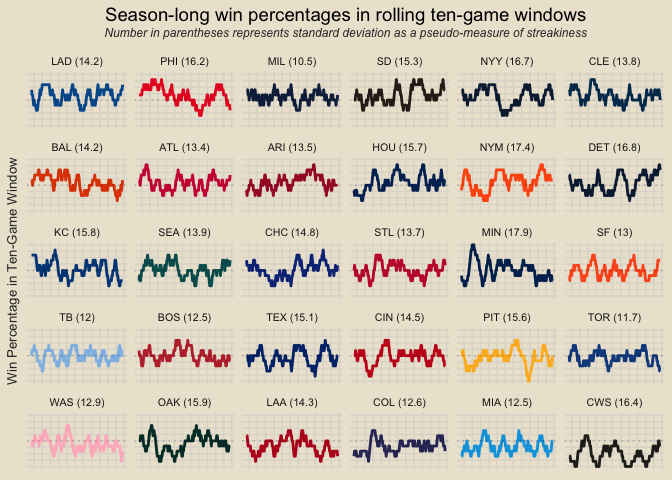 Season-long win percentages in rolling ten-game windows
Number in parentheses represents standard deviation as a pseudo-measure of streakiness
Win Percentage in Ten-Game Window
LAD (14.2) PHI (16.2) MIL (10.5) SD (15.3) NYY (16.7) CLE (13.8)
BAL (14.2) ATL (13.4) ARI (13.5) HOU (15.7) NYM (17.4) DET (16.8)
KC (15.8) SEA (13.9) CHC (14.8) STL (13.7) MIN (17.9) SF (13)
TB (12) BOS (12.5) TEX (15.1) CIN (14.5) PIT (15.6) TOR (11.7)
WAS (12.9) OAK (15.9) LAA (14.3) COL (12.6) MIA (12.5) CWS (16.4)